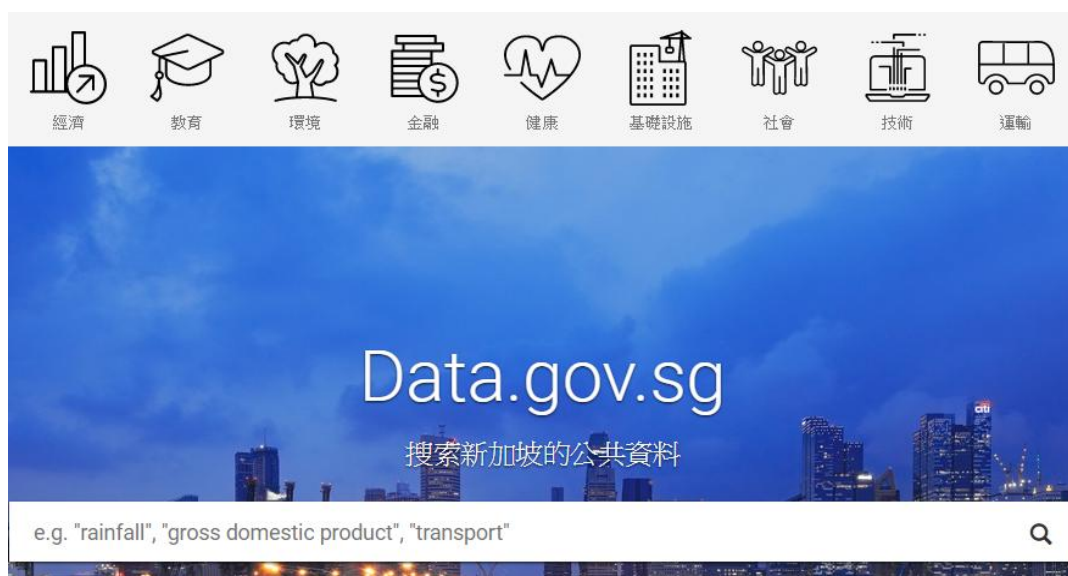 經濟 教育 環境 金融 健康 基礎設施 社會 技術 運輸
Data.gov.sg
citi
搜索新加坡的公共資料
e.g. "rainfall", "gross domestic product", "transport"